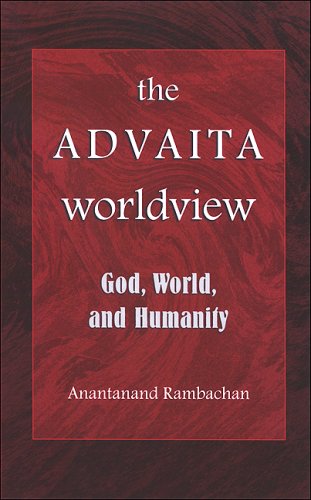 the
ADVAITA
worldview
God, World,
and Humanity
Anantanand Rambachan